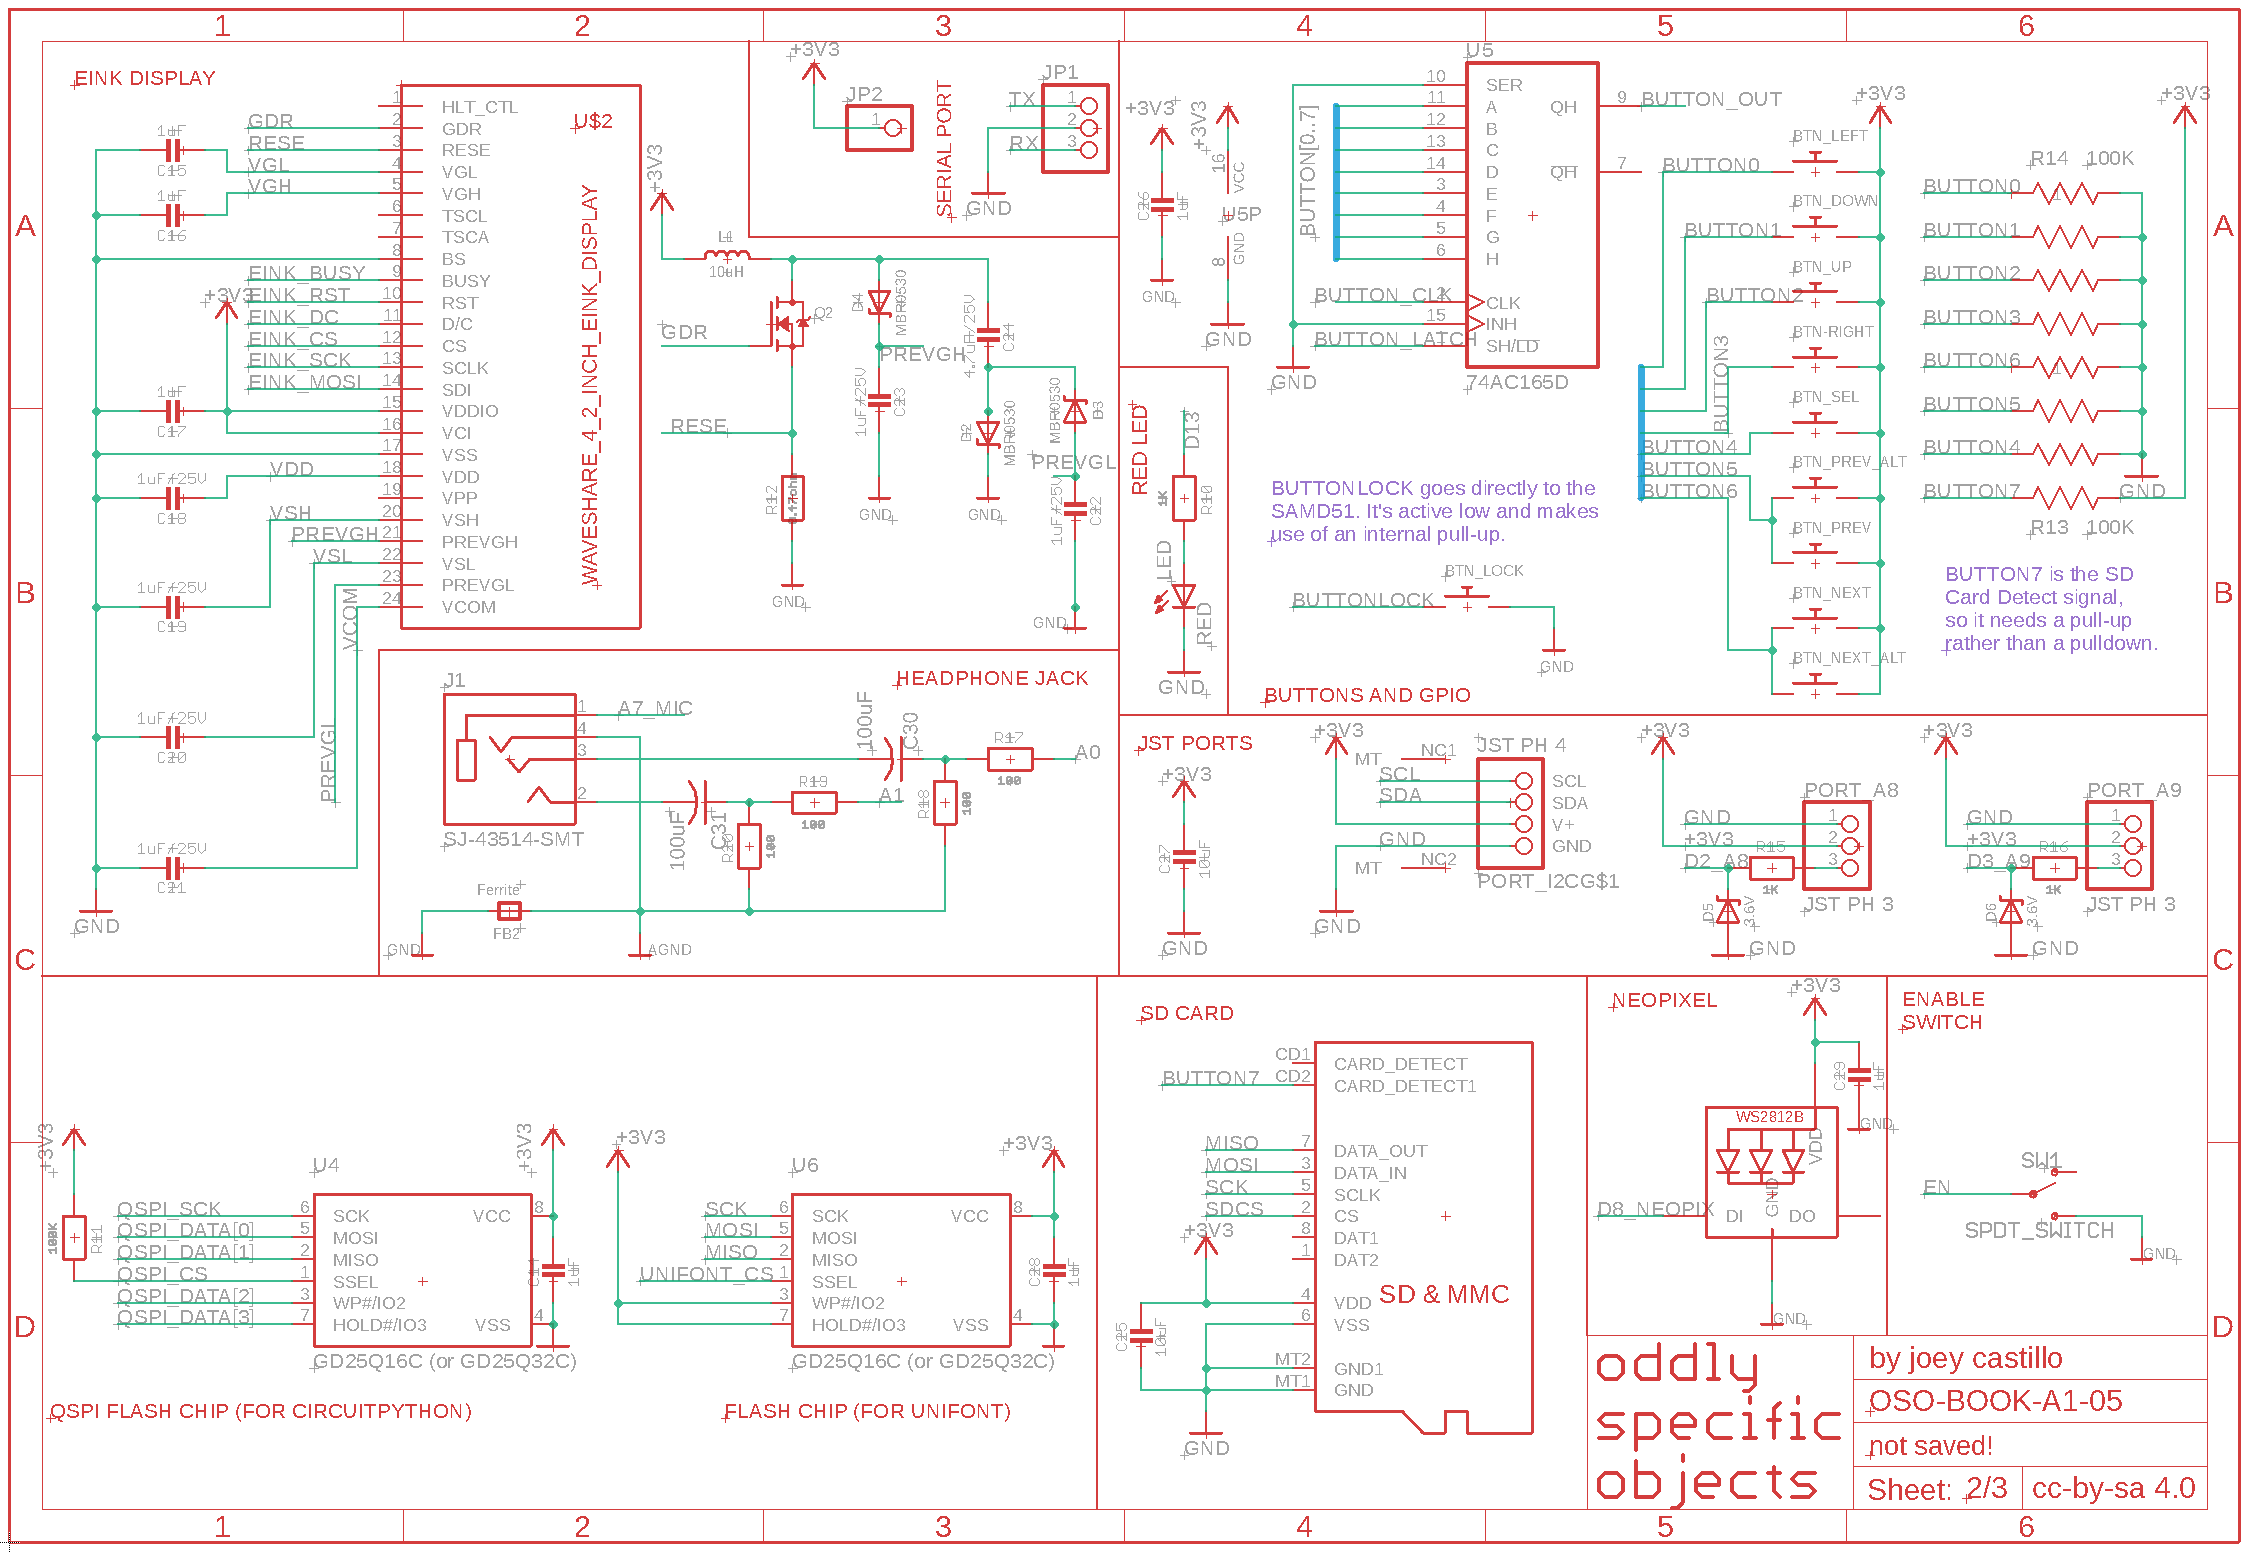 1 2 3 4 5 6
A
B
C
D
EINK DISPLAY
U$2
WAVESHARE_4_2_INCH_EINK_DISPLAY
1 HLT_CTL
GDR 2 GDR
RESE 3 RESE
VGL 4 VGL
VGH 5 VGH
6 TSCL
7 TSCA
8 BS
EINK_BUSY 9 BUSY
EINK_RST 10 RST
EINK_DC 11 D/C
EINK_CS 12 CS
EINK_SCK 13 SCLK
EINK_MOSI 14 SDI
15 VDDIO
16 VCI
17 VSS
VDD 18 VDD
19 VPP
VSH 20 VSH
PREVGH 21 PREVGH
VSL 22 VSL
23 PREVGL
24 VCOM
VCOM
PREVGL
+3V3
1uF
C15
1uF
C16
1uF
C17
1uF/25V
C18
1uF/25V
C19
1uF/25V
C20
1uF/25V
C21
GND
+3V3
L1
10uH
GDR
Q2
RESE
R12
0.47ohm
GND
D4
MBR0530
PREVGH
1uF/25V
C23
GND
4.7uF/25V
C24
D2
MBR0530
GND
MBR0530
D3
PREVGL
1uF/25V
C22
GND
SERIAL PORT
+3V3
JP2
1
JP1
TX 1
2
RX 3
GND
HEADPHONE JACK
J1
1 A7_MIC
4
3
2
SJ-43514-SMT
100uF
C30
R17
100
A0
100uF
C31
R19
100
A1
R18
100
R20
100
Ferrite
FB2
GND
AGND
+3V3
C26
1uF
GND
+3V3
16 VCC
U5P
8 GND
GND
U5
10 SER
11 A
12 B
13 C
14 D
3 E
4 F
5 G
6 H
BUTTON_CLK 2 CLK
15 INH
BUTTON_LATCH 1 SH/LD
QH 9 BUTTON_OUT
QH 7
74AC165D
BUTTON[0..7]
GND
RED LED
D13
1K
R10
LED
RED
GND
BUTTONLOCK goes directly to the
SAMD51. It's active low and makes
use of an internal pull-up.
BTN_LOCK
BUTTONLOCK
GND
BUTTONS AND GPIO
+3V3
BTN_LEFT
BUTTON0
BTN_DOWN
BUTTON1
BTN_UP
BUTTON2
BTN-RIGHT
BUTTON3
BTN_SEL
BUTTON4
BTN_PREV_ALT
BUTTON5
BUTTON6
BTN_PREV
BTN_NEXT
BTN_NEXT_ALT
+3V3
R14 100K
BUTTON0
BUTTON1
BUTTON2
BUTTON3
BUTTON6
BUTTON5
BUTTON4
BUTTON7
GND
R13 100K
BUTTON7 is the SD
Card Detect signal,
so it needs a pull-up
rather than a pulldown.
JST PORTS
+3V3
C27
10uF
GND
+3V3
JST PH 4
MT NC1
SCL SCL
SDA SDA
V+
GND GND
MT NC2
PORT_I2CG$1
GND
+3V3
PORT_A8
GND 1
+3V3 2
D2_A8 R15 3
1K
JST PH 3
D5
3.6V
GND
+3V3
PORT_A9
GND 1
+3V3 2
D3_A9 R16 3
1K
JST PH 3
D6
3.6V
GND
+3V3
100K
R11
U4
+3V3
QSPI_SCK 6 SCK VCC 8
QSPI_DATA[0] 5 MOSI
QSPI_DATA[1] 2 MISO
QSPI_CS 1 SSEL
QSPI_DATA[2] 3 WP#/IO2
QSPI_DATA[3] 7 HOLD#/IO3 VSS 4
1uF
GD25Q16C (or GD25Q32C)
QSPI FLASH CHIP (FOR CIRCUITPYTHON)
+3V3
U6
+3V3
SCK 6 SCK VCC 8
MOSI 5 MOSI
MISO 2 MISO
UNIFONT_CS 1 SSEL
3 WP#/IO2
7 HOLD#/IO3 VSS 4
C28
1uF
GD25Q16C (or GD25Q32C)
FLASH CHIP (FOR UNIFONT)
SD CARD
CD1 CARD_DETECT
BUTTON7 CD2 CARD_DETECT1
MISO 7 DATA_OUT
MOSI 3 DATA_IN
SCK 5 SCLK
SDCS 2 CS
+3V3 8 DAT1
1 DAT2
SD & MMC
4 VDD
6 VSS
MT2 GND1
MT1 GND
C25
10uF
GND
NEOPIXEL
+3V3
C29
1uF
GND
WS2812B
VDD
GND
D8_NEOPIX DI DO
GND
ENABLE
SWITCH
SW1
EN
SPDT_SWITCH
GND
oddly
specific
objects
by joey castillo
OSO-BOOK-A1-05
not saved!
Sheet: 2/3 cc-by-sa 4.0
A
B
C
D
1 2 3 4 5 6